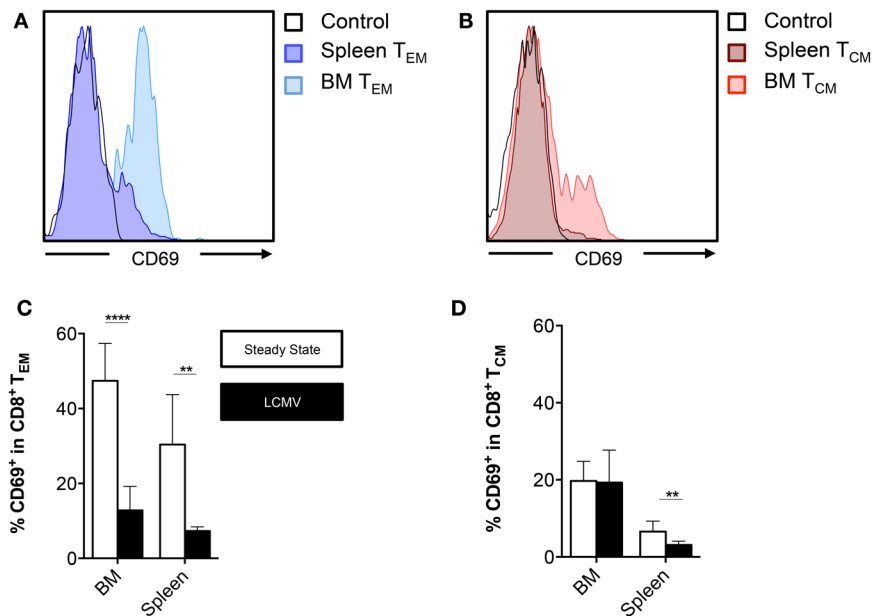 A
Control
Spleen TEM
BM TEM
CD69
B
Control
Spleen TCM
BM TCM
CD69
C
% CD69+ in CD8+ TEM
60
40
20
0
****
**
BM
Spleen
Steady State
LCMV
D
% CD69+ in CD8+ TCM
60
40
20
0
**
BM
Spleen